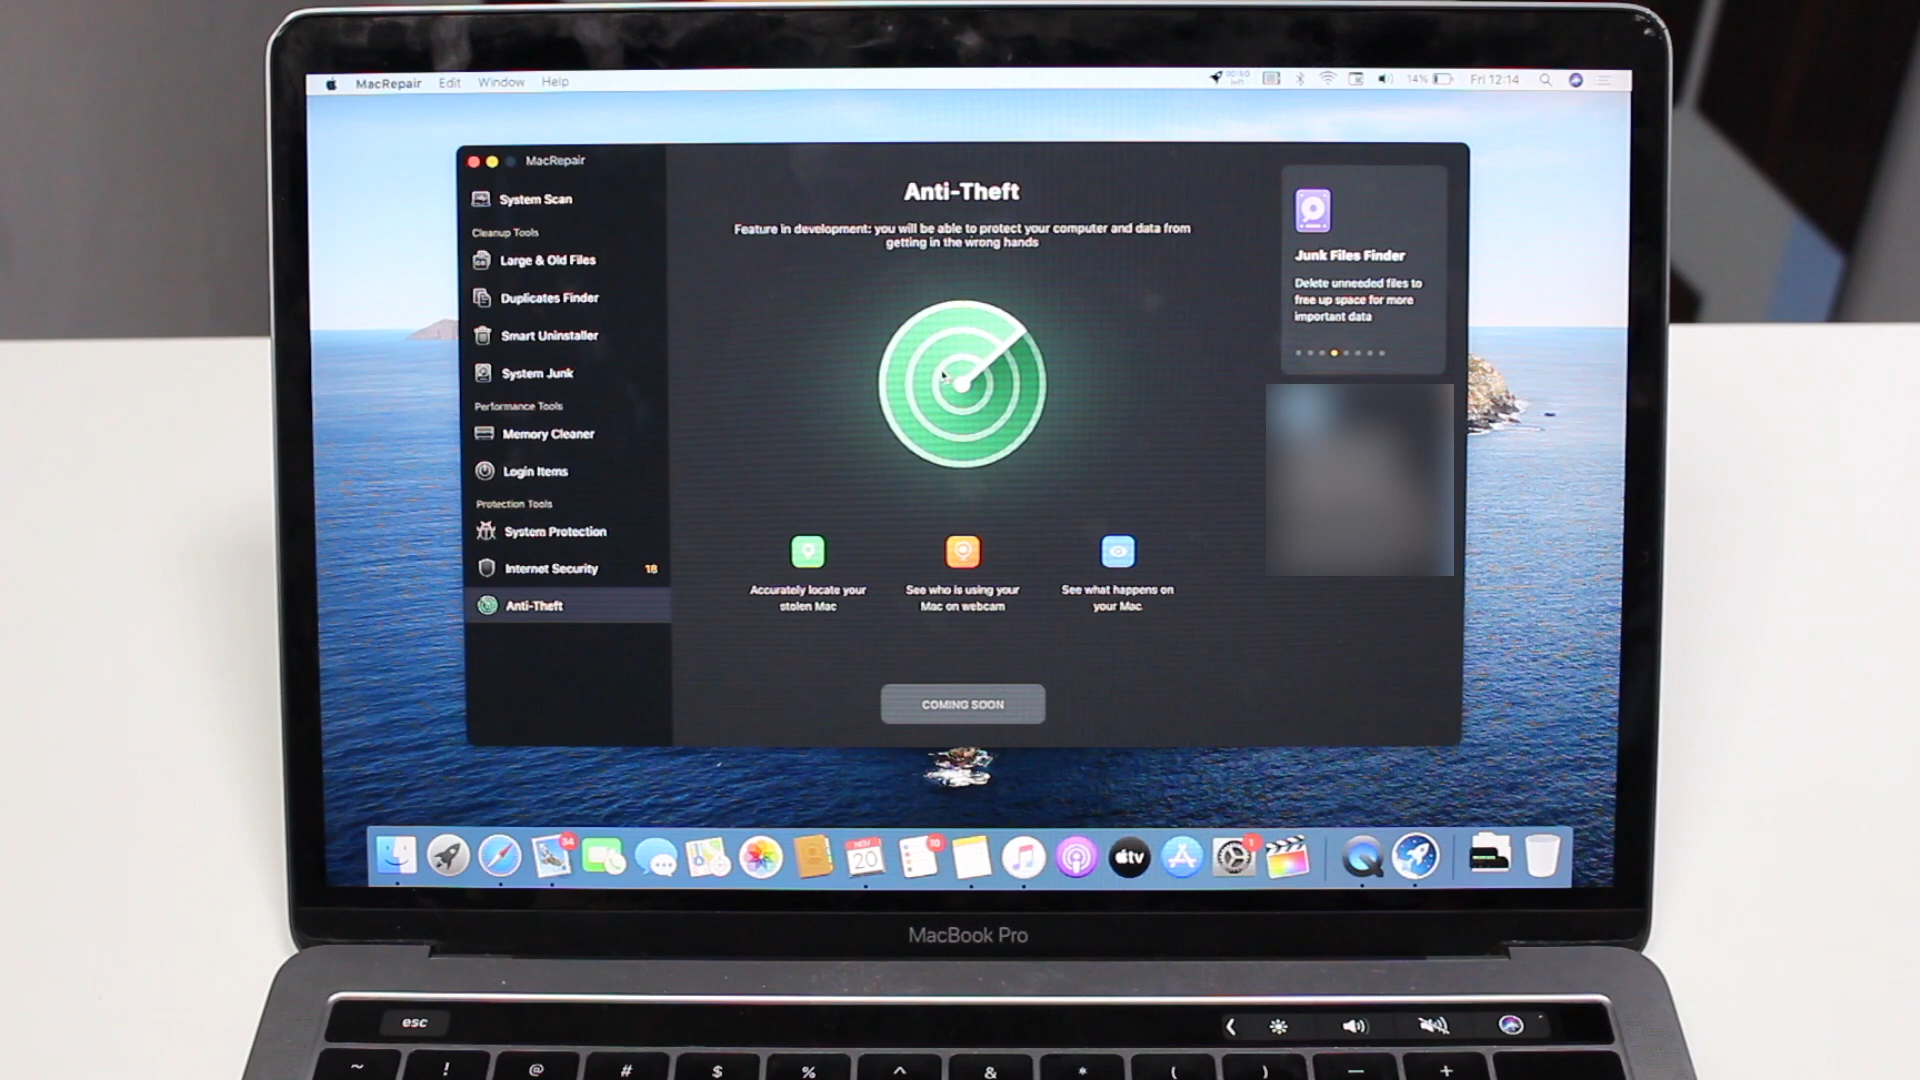 MacRepair Edit Window Help
14% Fri 12:14
MacRepair
System Scan
Cleanup Tools
Large & Old Files
Duplicates Finder
Smart Uninstaller
System Junk
Performance Tools
Memory Cleaner
Login Items
Protection Tools
System Protection
Internet Security 18
Anti-Theft
Anti-Theft
Feature in development: you will be able to protect your computer and data from
getting in the wrong hands
Accurately locate your
stolen Mac
See who is using your
Mac on webcam
See what happens on
your Mac
COMING SOON
Junk Files Finder
Delete unneeded files to
free up space for more
important data
34
NOV
20
10
tv
1
MacBook Pro
esc
~ ! @ # $ % ^ & * ( ) — +